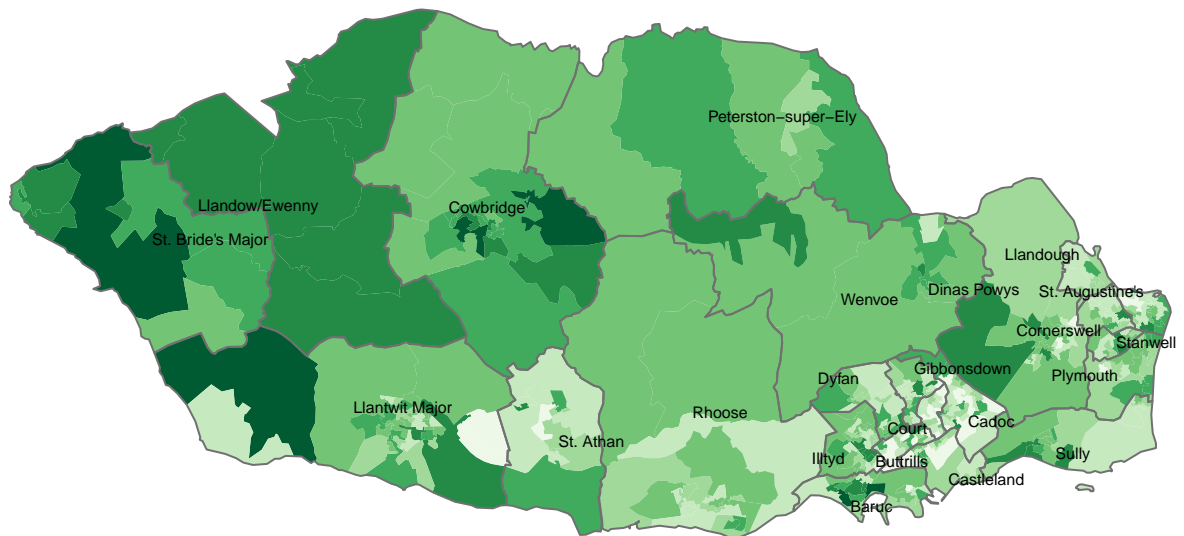 Peterston−super−Ely
Llandow/Ewenny
Cowbridge
St. Bride's Major
Llandough
Dinas Powys
St. Augustine's
Wenvoe
Cornerswell
Stanwell
Gibbonsdown
Dyfan
Plymouth
Llantwit Major
Rhoose
Cadoc
Court
St. Athan
Illtyd
Buttrills
Sully
Castleland
Baruc